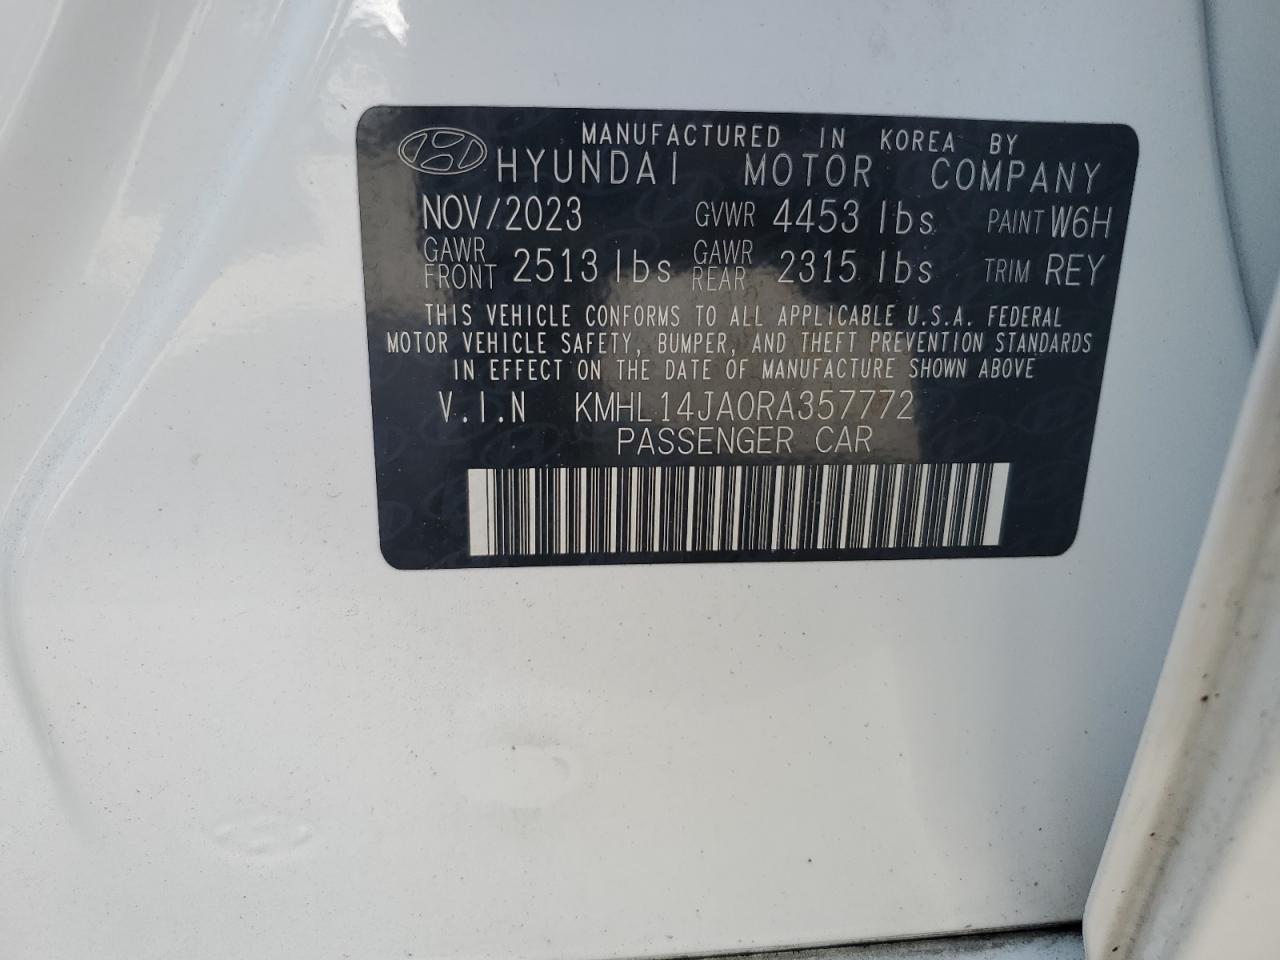 MANUFACTURED IN KOREA BY
HYUNDAI MOTOR COMPANY
NOV/2023 GVWR 4453 lbs PAINT W6H
GAWR FRONT 2513 lbs GAWR REAR 2315 lbs TRIM REY
THIS VEHICLE CONFORMS TO ALL APPLICABLE U.S.A. FEDERAL
MOTOR VEHICLE SAFETY, BUMPER, AND THEFT PREVENTION STANDARDS
IN EFFECT ON THE DATE OF MANUFACTURE SHOWN ABOVE
V.I.N KMHL14JA0RA357772
PASSENGER CAR